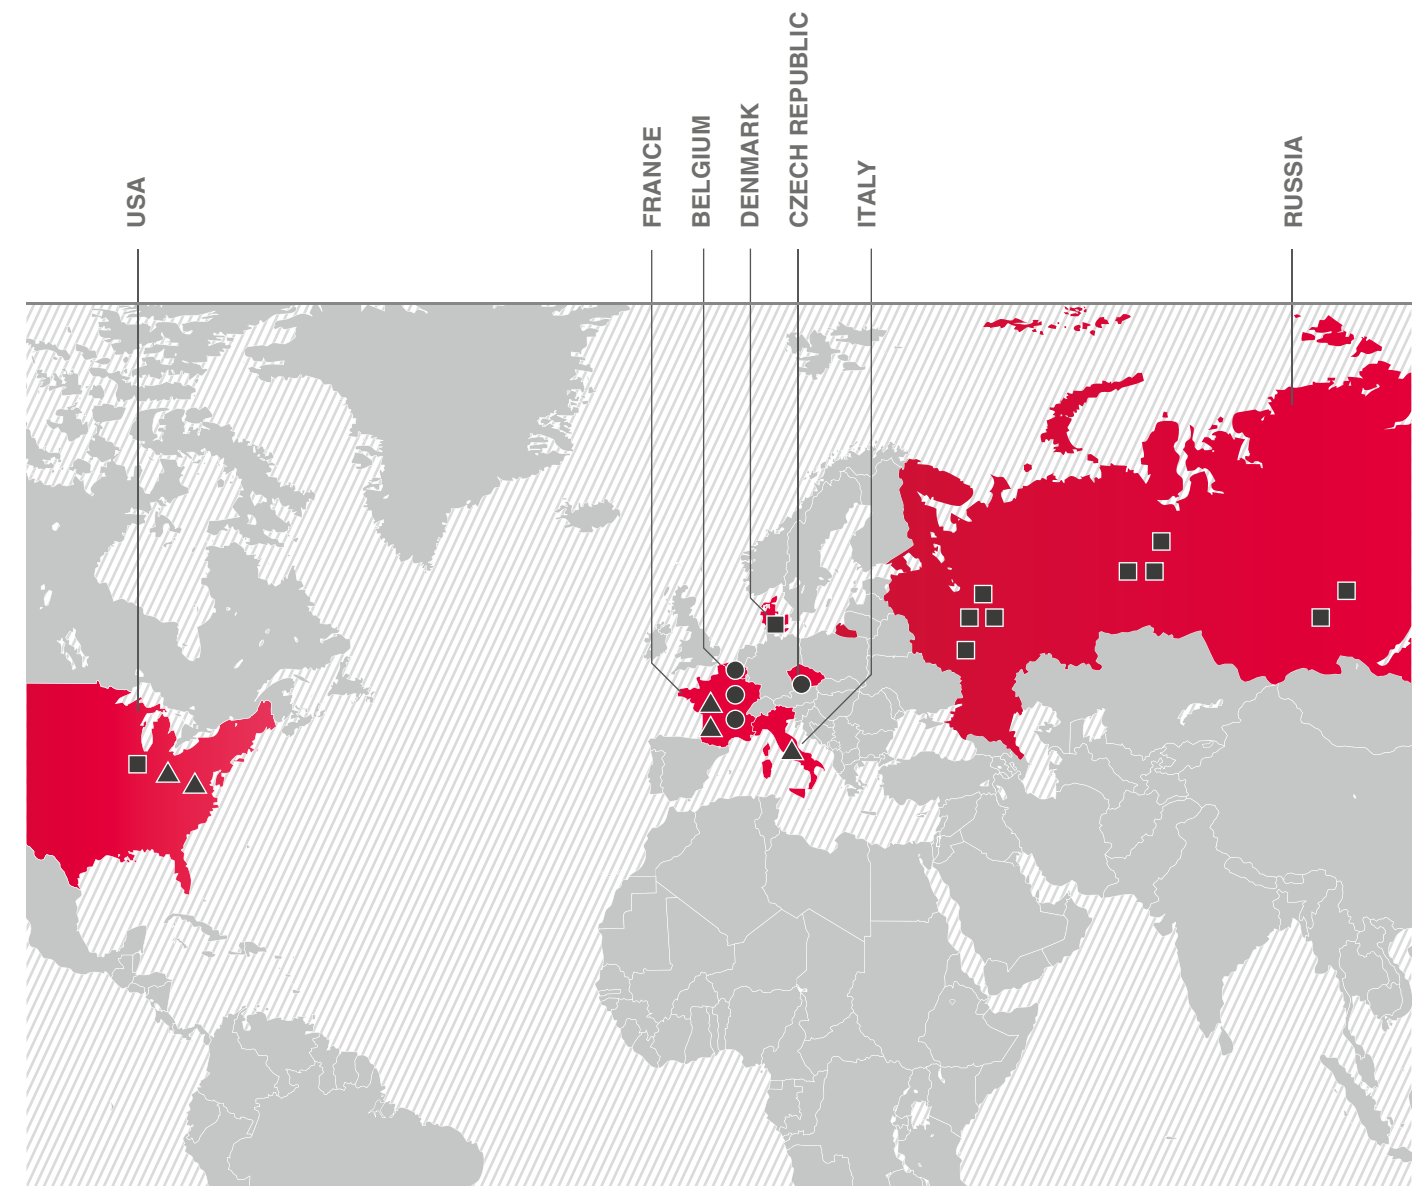 USA
FRANCE
BELGIUM
DENMARK
CZECH REPUBLIC
ITALY
RUSSIA